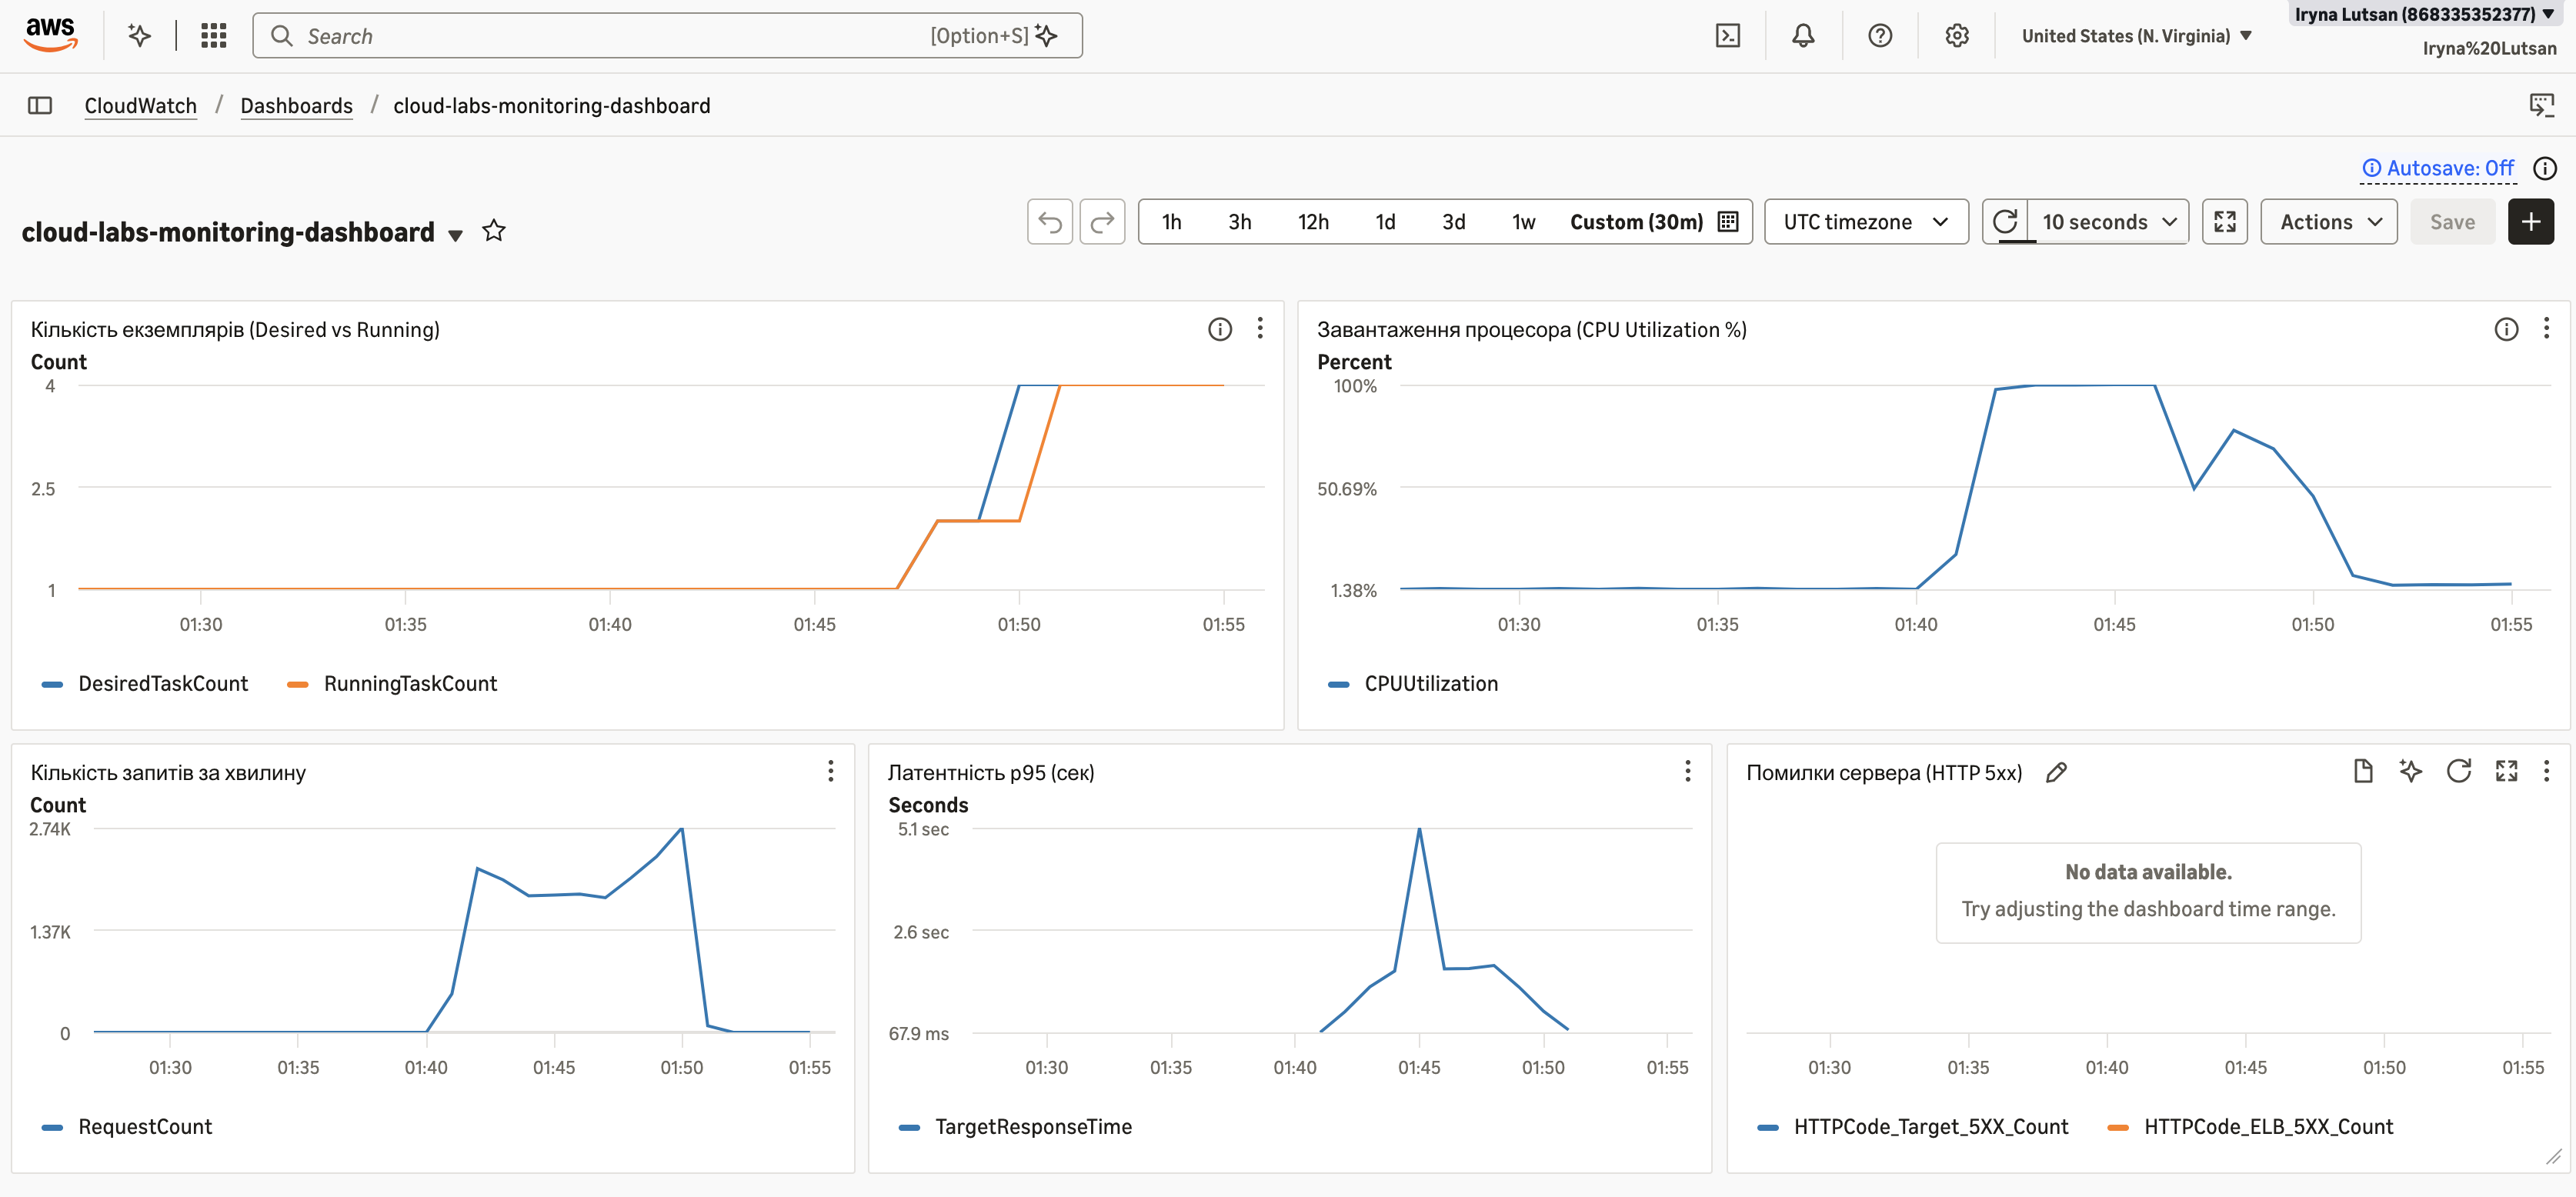 aws
Search [Option+S]
United States (N. Virginia)
Iryna Lutsan (868335352377)
Iryna%20Lutsan
CloudWatch / Dashboards / cloud-labs-monitoring-dashboard
Autosave: Off
cloud-labs-monitoring-dashboard
1h 3h 12h 1d 3d 1w Custom (30m) UTC timezone 10 seconds Actions Save
Кількість екземплярів (Desired vs Running)
Count
4
2.5
1
01:30 01:35 01:40 01:45 01:50 01:55
DesiredTaskCount RunningTaskCount
Завантаження процесора (CPU Utilization %)
Percent
100%
50.69%
1.38%
01:30 01:35 01:40 01:45 01:50 01:55
CPUUtilization
Кількість запитів за хвилину
Count
2.74K
1.37K
0
01:30 01:35 01:40 01:45 01:50 01:55
RequestCount
Латентність p95 (сек)
Seconds
5.1 sec
2.6 sec
67.9 ms
01:30 01:35 01:40 01:45 01:50 01:55
TargetResponseTime
Помилки сервера (HTTP 5xx)
No data available.
Try adjusting the dashboard time range.
01:30 01:35 01:40 01:45 01:50 01:55
HTTPCode_Target_5XX_Count HTTPCode_ELB_5XX_Count